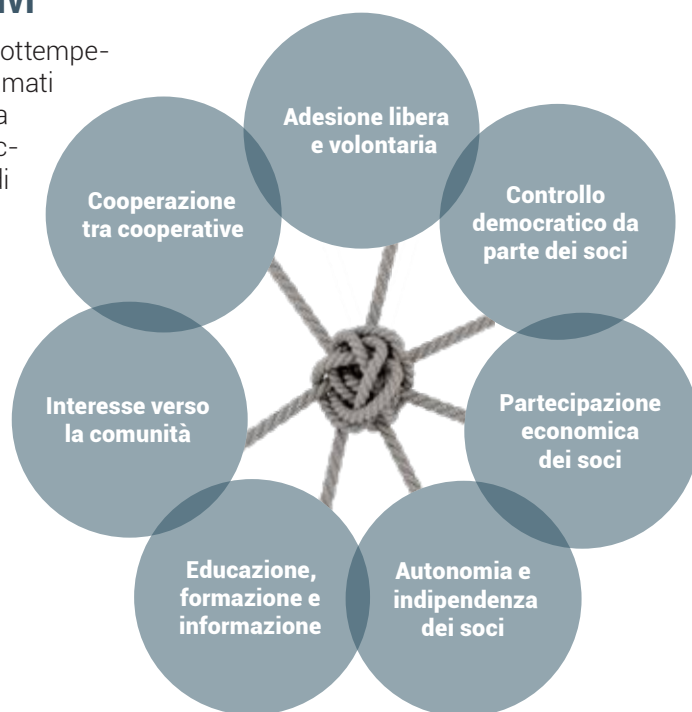 M
ottempe-
mati
a
c-
li
Adesione libera
e volontaria
Controllo
democratico da
parte dei soci
Partecipazione
economica
dei soci
Autonomia e
indipendenza
dei soci
Educazione,
formazione e
informazione
Interesse verso
la comunità
Cooperazione
tra cooperative